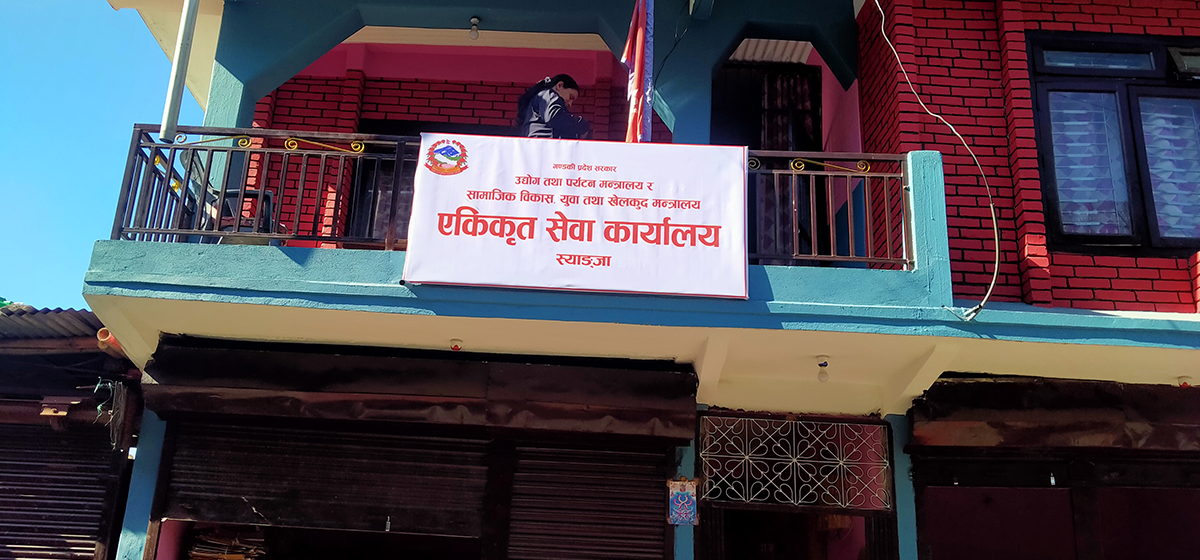 गण्डकी प्रदेश सरकार
उद्योग तथा पर्यटन मन्त्रालय र
सामाजिक विकास, युवा तथा खेलकुद मन्त्रालय
एकिकृत सेवा कार्यालय
स्याङ्जा